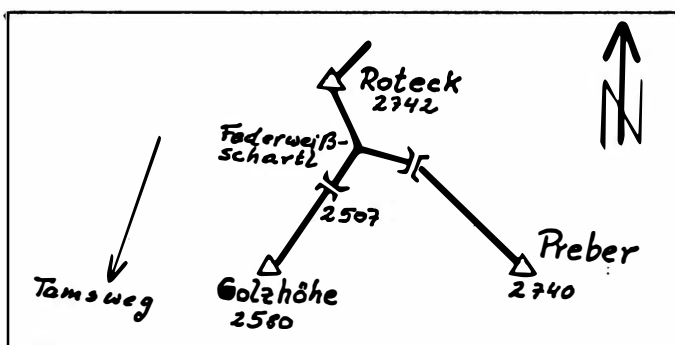 Roteck
2742
N
Federweiß-
schartl
2507
Preber
2740
Golzhöhe
2580
Tamsweg